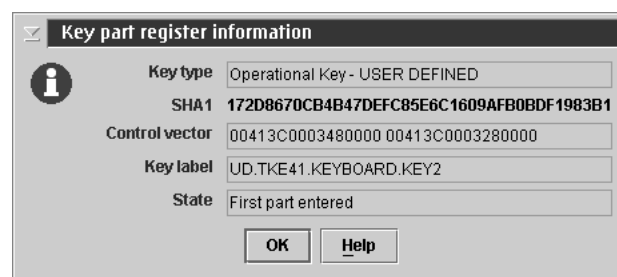 Key part register information
Key type Operational Key - USER DEFINED
SHA1 172D8670CB4B47DEFC85E6C1609AFB0BDF1983B1
Control vector 00413C0003480000 00413C0003280000
Key label UD.TKE41.KEYBOARD.KEY2
State First part entered
OK Help